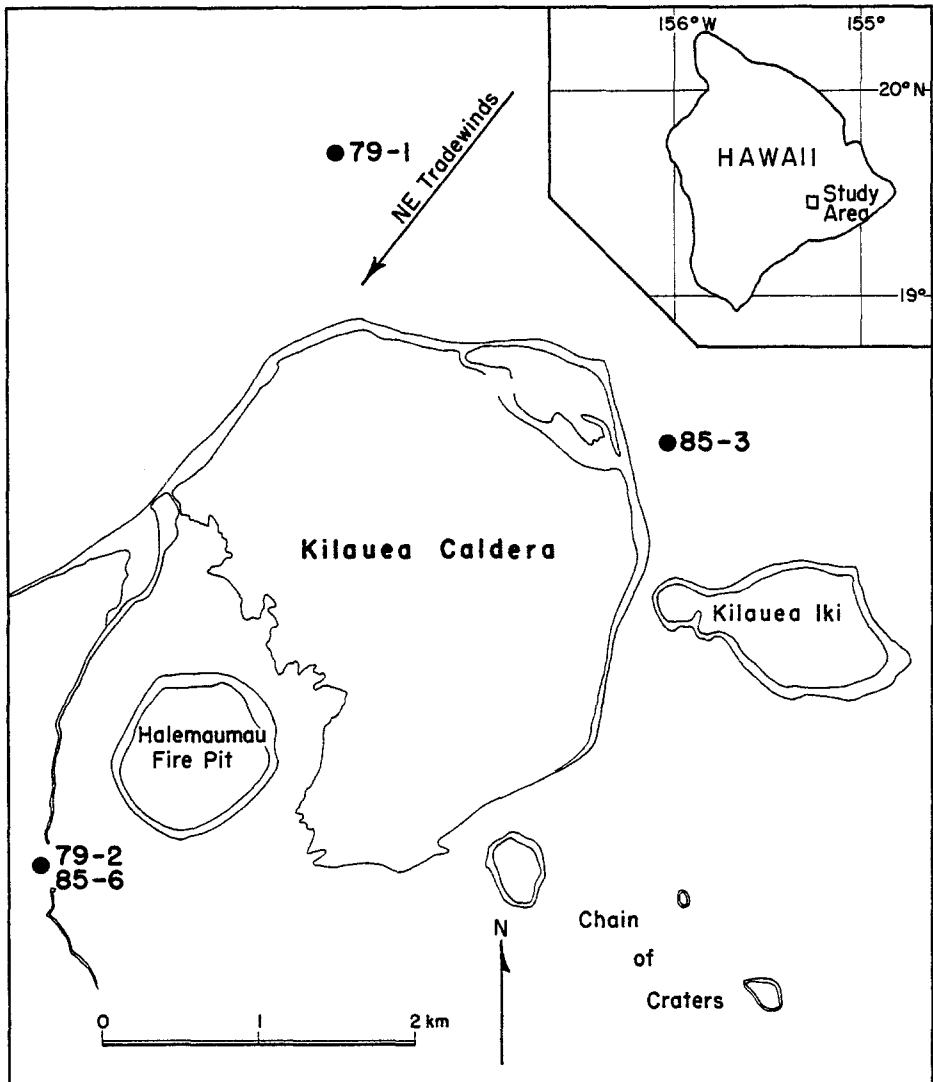 156°W
155°
20°N
HAWAII
Study
Area
19°
79-1
NE Tradewinds
85-3
Kilauea Caldera
Kilauea Iki
Halemaumau
Fire Pit
79-2
85-6
N
Chain
of
Craters
0
1
2 km